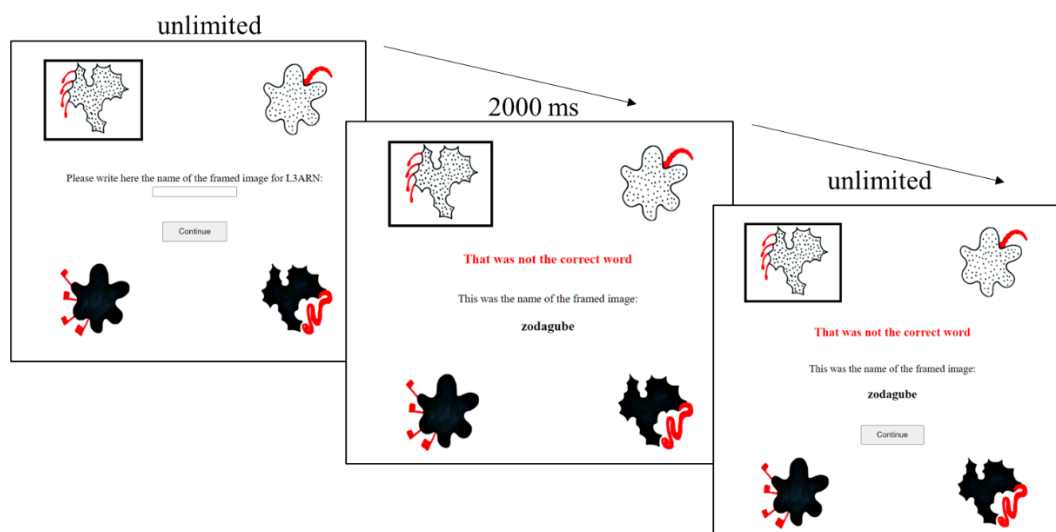 unlimited
Please write here the name of the framed image for L3ARN:
Continue
2000 ms
That was not the correct word
This was the name of the framed image:
zodagube
unlimited
That was not the correct word
This was the name of the framed image:
zodagube
Continue